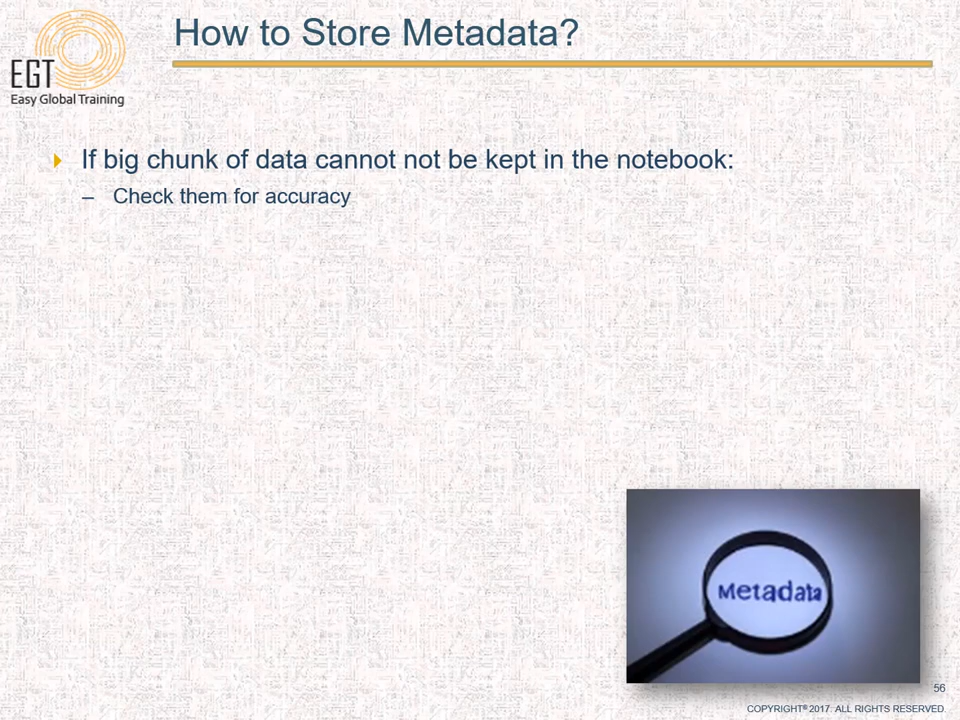 How to Store Metadata?
EGT
Easy Global Training
If big chunk of data cannot not be kept in the notebook:
– Check them for accuracy
Metadata
56
COPYRIGHT® 2017. ALL RIGHTS RESERVED.